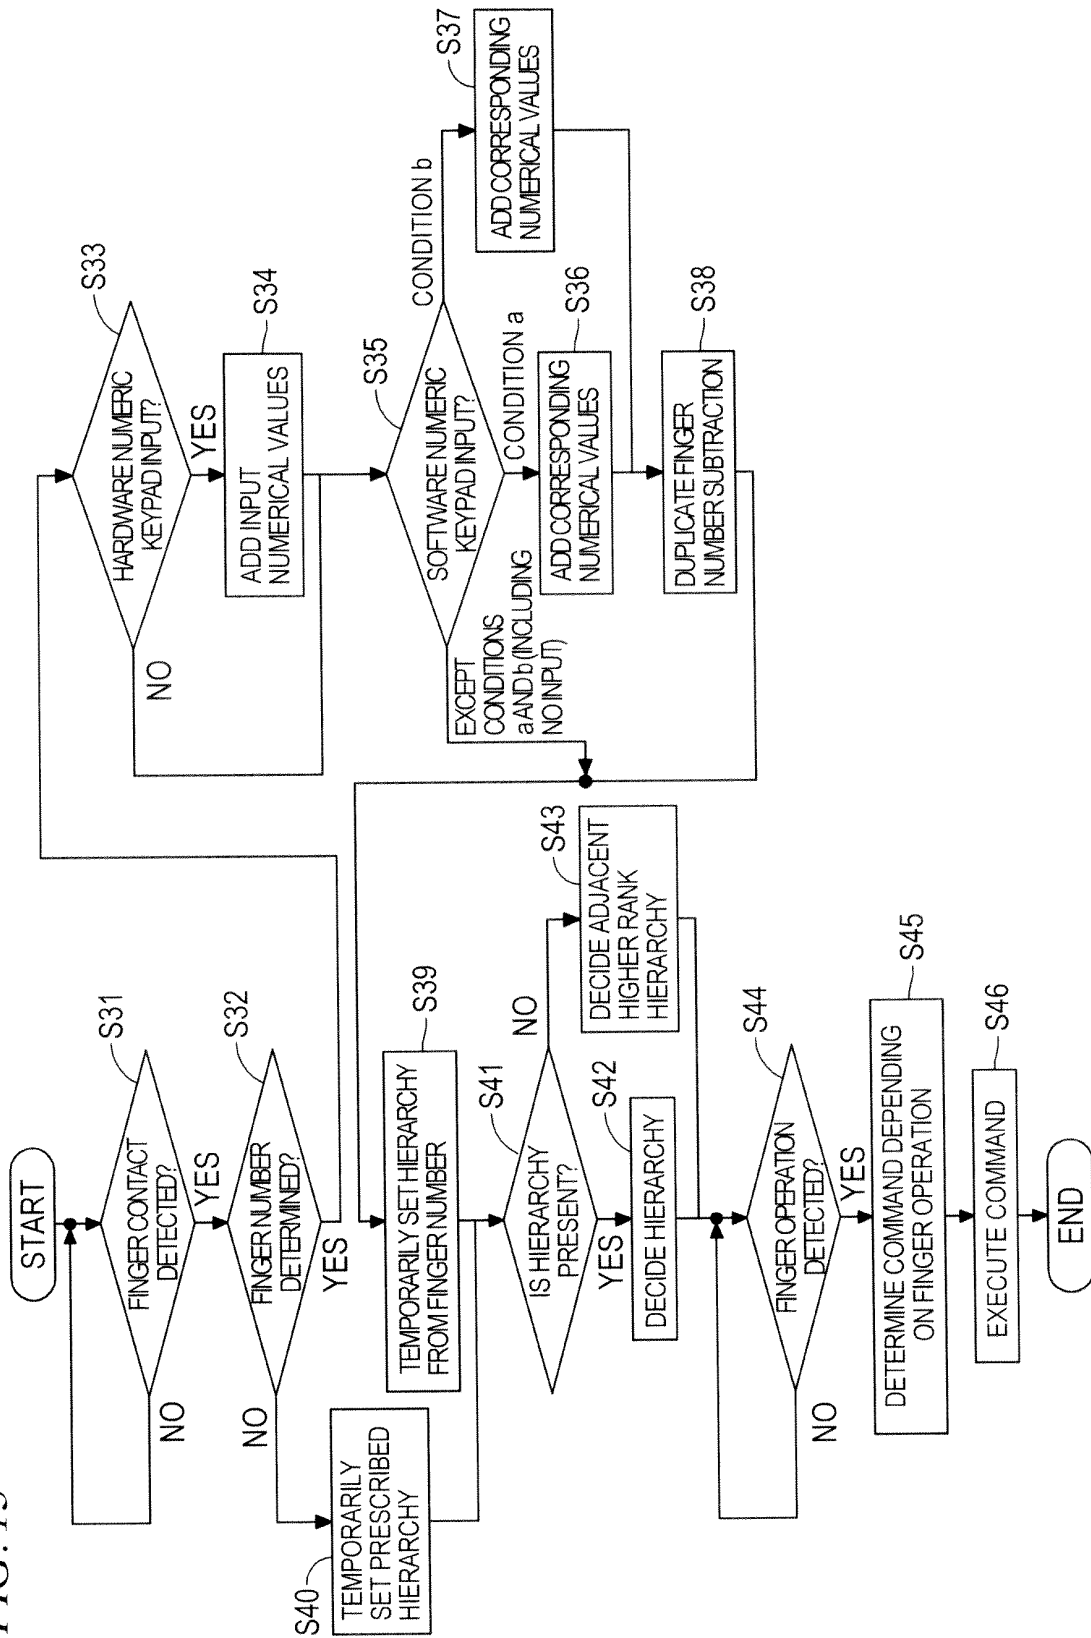 FIG. 15
START
S31
FINGER CONTACT
DETECTED?
NO
YES
S32
FINGER NUMBER
DETERMINED?
NO
YES
S40
TEMPORARILY
SET PRESCRIBED
HIERARCHY
S33
HARDWARE NUMERIC
KEYPAD INPUT?
NO
YES
S34
ADD INPUT
NUMERICAL VALUES
S35
SOFTWARE NUMERIC
KEYPAD INPUT?
CONDITION b
CONDITION a
EXCEPT
CONDITIONS
a AND b (INCLUDING
NO INPUT)
S36
ADD CORRESPONDING
NUMERICAL VALUES
S37
ADD CORRESPONDING
NUMERICAL VALUES
S38
DUPLICATE FINGER
NUMBER SUBTRACTION
S39
TEMPORARILY SET HIERARCHY
FROM FINGER NUMBER
S41
IS HIERARCHY
PRESENT?
NO
YES
S42
DECIDE HIERARCHY
S43
DECIDE ADJACENT
HIGHER RANK
HIERARCHY
S44
FINGER OPERATION
DETECTED?
NO
YES
S45
DETERMINE COMMAND DEPENDING
ON FINGER OPERATION
S46
EXECUTE COMMAND
END